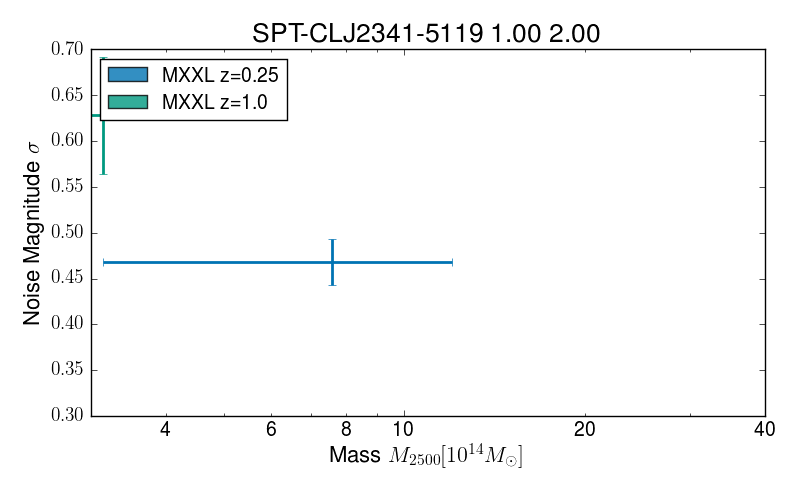 SPT-CLJ2341-5119 1.00 2.00
0.70
0.65
0.60
0.55
0.50
0.45
0.40
0.35
0.30
Noise Magnitude σ
MXXL z=0.25
MXXL z=1.0
4 6 8 10 20 40
Mass M₂₅₀₀[10¹⁴M⊙]